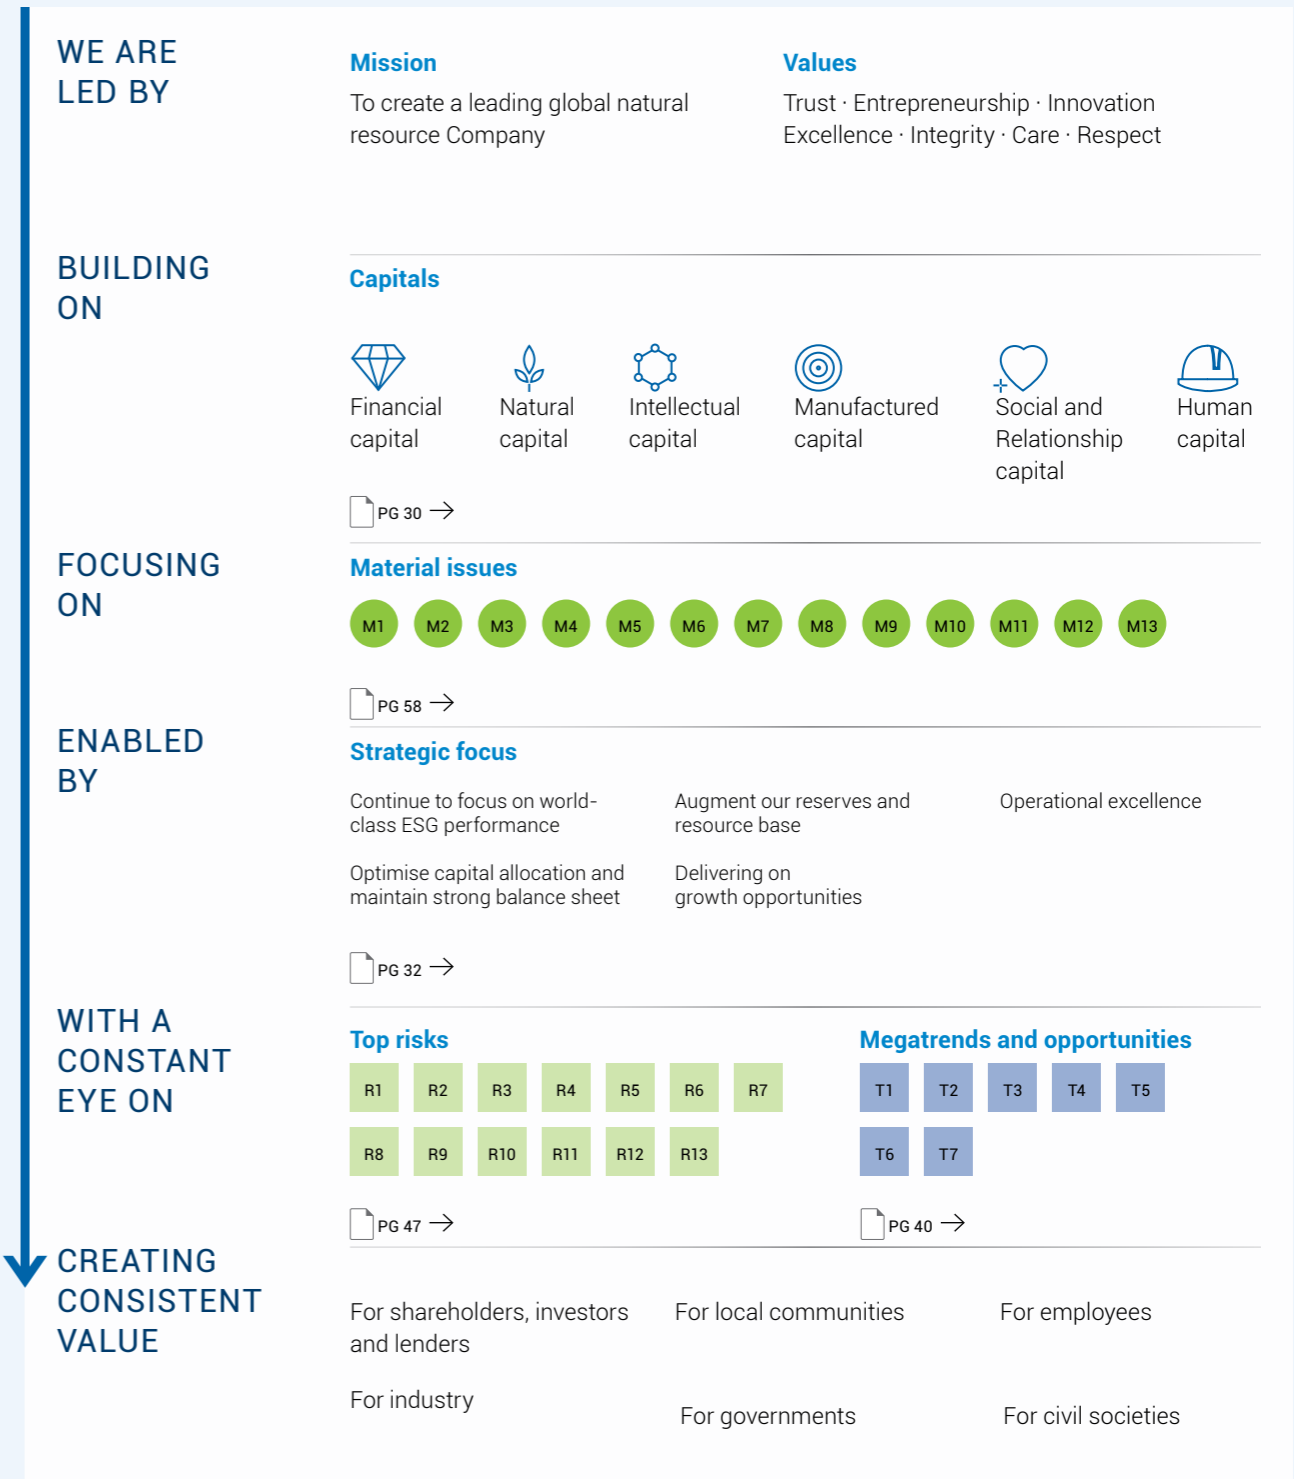 WE ARE
LED BY
Mission
To create a leading global natural
resource Company
Values
Trust · Entrepreneurship · Innovation
Excellence · Integrity · Care · Respect
BUILDING
ON
Capitals
Financial
capital
Natural
capital
Intellectual
capital
Manufactured
capital
Social and
Relationship
capital
Human
capital
PG 30
FOCUSING
ON
Material issues
M1 M2 M3 M4 M5 M6 M7 M8 M9 M10 M11 M12 M13
PG 58
ENABLED
BY
Strategic focus
Continue to focus on world-
class ESG performance
Augment our reserves and
resource base
Operational excellence
Optimise capital allocation and
maintain strong balance sheet
Delivering on
growth opportunities
PG 32
WITH A
CONSTANT
EYE ON
Top risks
R1 R2 R3 R4 R5 R6 R7
R8 R9 R10 R11 R12 R13
PG 47
Megatrends and opportunities
T1 T2 T3 T4 T5
T6 T7
PG 40
CREATING
CONSISTENT
VALUE
For shareholders, investors
and lenders
For local communities
For employees
For industry
For governments
For civil societies